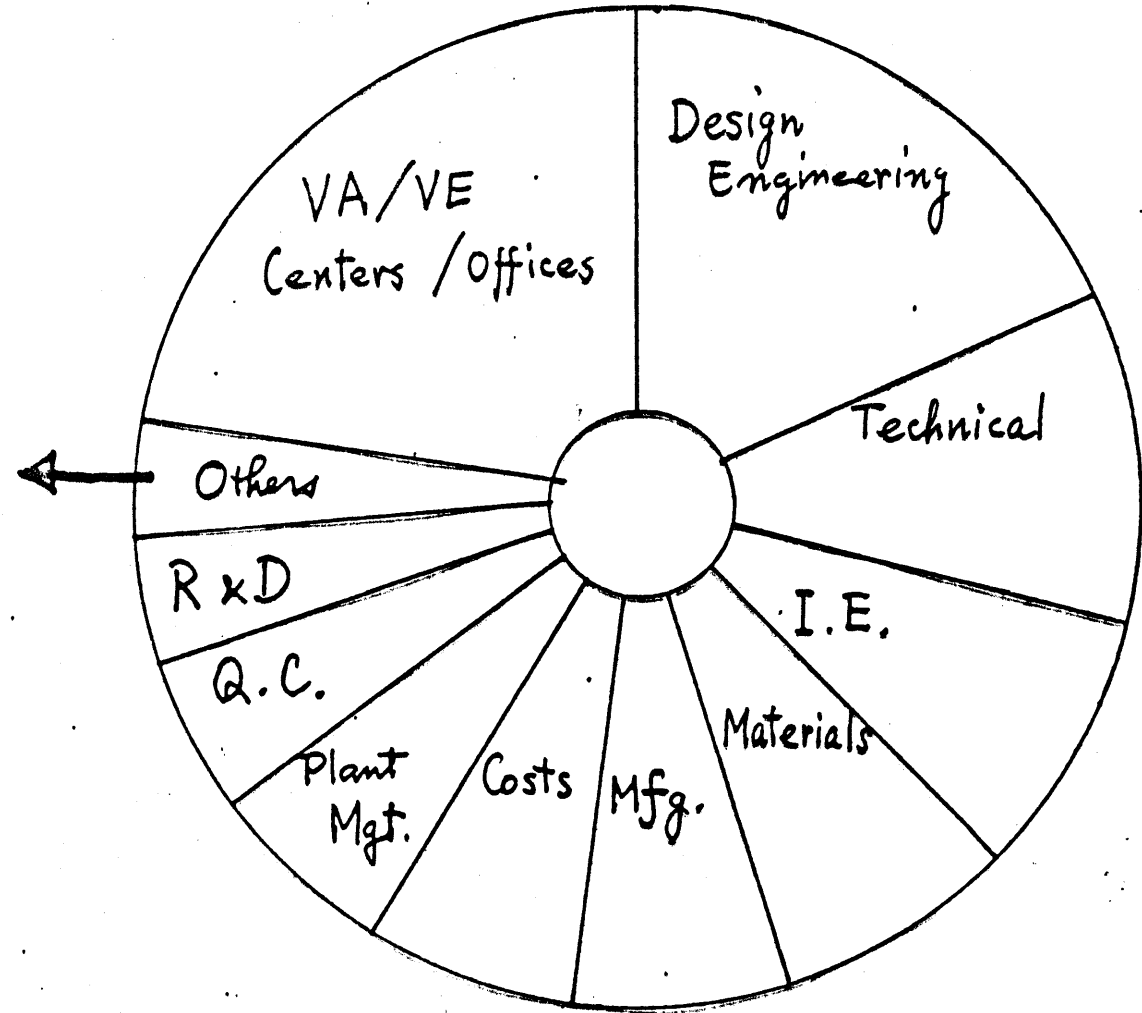 Design
Engineering
VA/VE
Centers / Offices
Technical
Others
R & D
I.E.
Q.C.
Materials
Plant
Mgt.
Costs
Mfg.